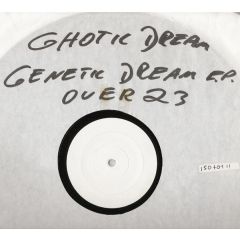 GHOTIC DREAM
GENETIC DREAM E.P.
OVER 23